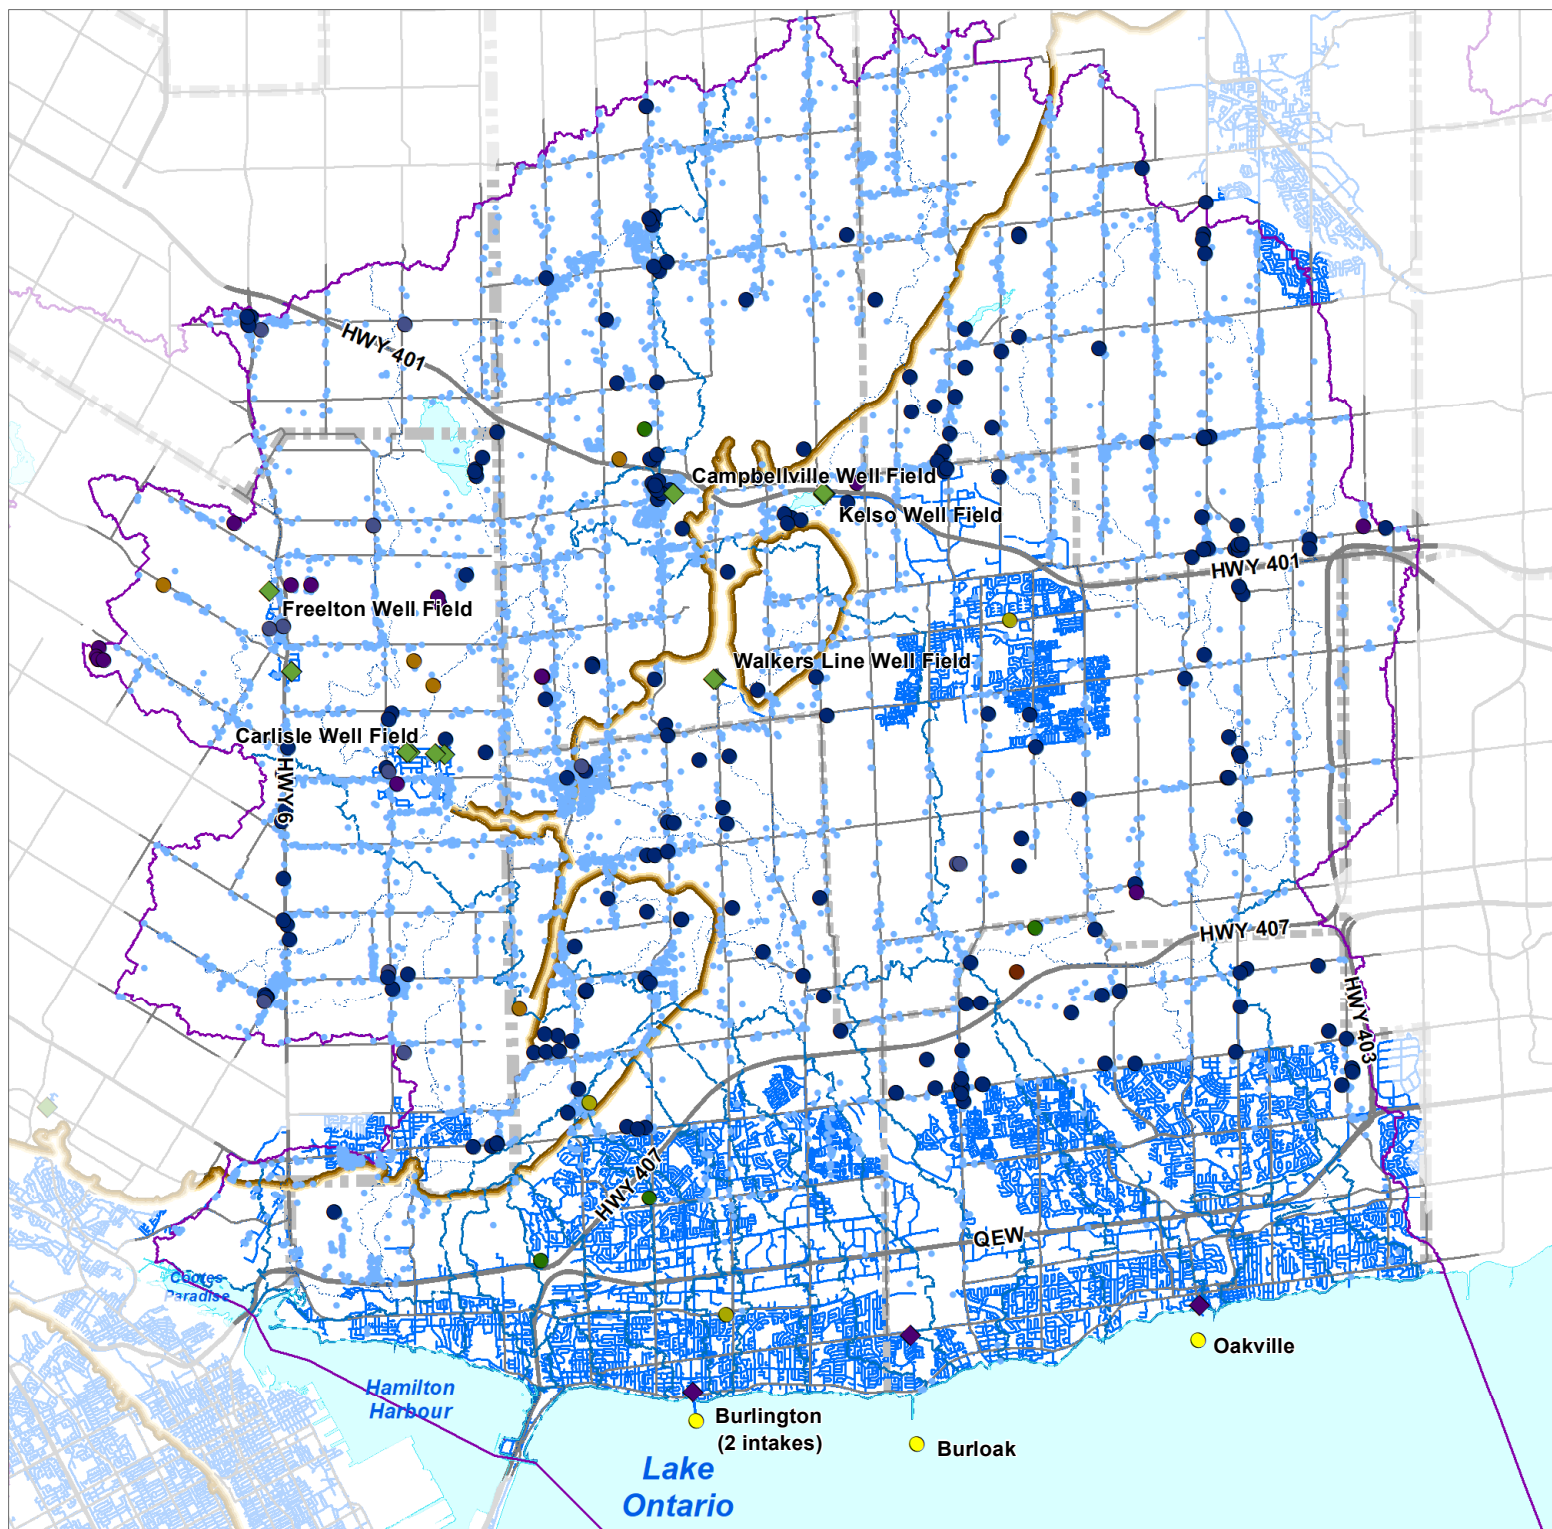 HWY 401
Campbellville Well Field
Kelso Well Field
HWY 401
Freelton Well Field
Walkers Line Well Field
Carlisle Well Field
HWY 6
HWY 407
HWY 403
HWY 407
QEW
Cootes
Paradise
Oakville
Hamilton
Harbour
Burlington
(2 intakes)
Burloak
Lake
Ontario